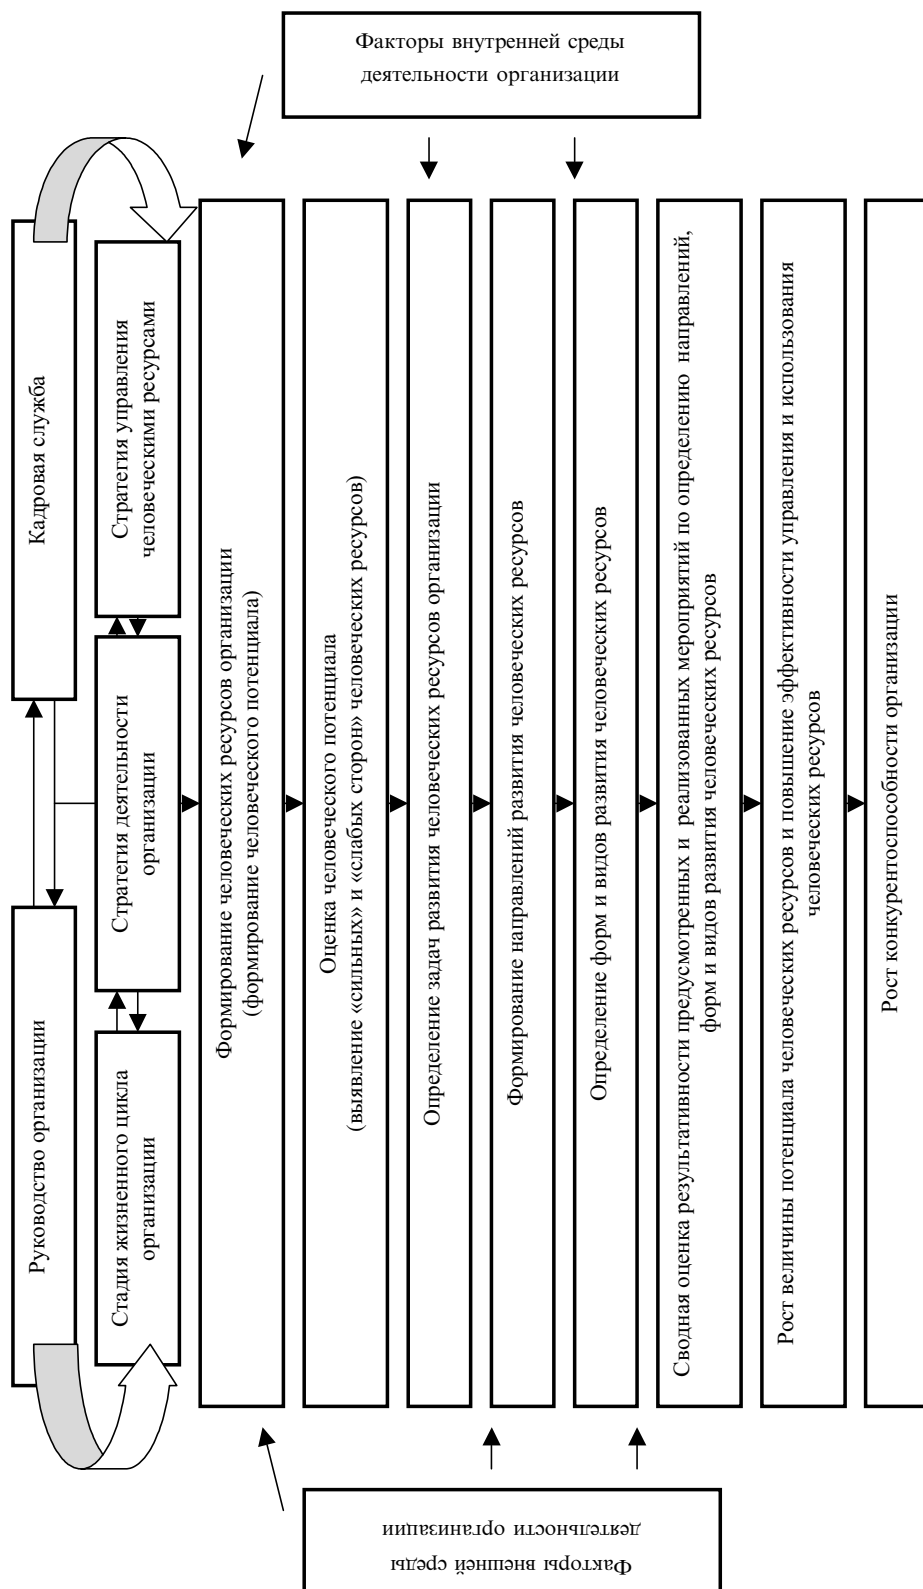 Факторы внутренней среды
деятельности организации
Руководство организации
Кадровая служба
Стадия жизненного цикла
организации
Стратегия деятельности
организации
Стратегия управления
человеческими ресурсами
Формирование человеческих ресурсов организации
(формирование человеческого потенциала)
Оценка человеческого потенциала
(выявление «сильных» и «слабых сторон» человеческих ресурсов)
Определение задач развития человеческих ресурсов организации
Формирование направлений развития человеческих ресурсов
Определение форм и видов развития человеческих ресурсов
Сводная оценка результативности предусмотренных и реализованных мероприятий по определению направлений,
форм и видов развития человеческих ресурсов
Рост величины потенциала человеческих ресурсов и повышение эффективности управления и использования
человеческих ресурсов
Рост конкурентоспособности организации
Факторы внешней среды
деятельности организации